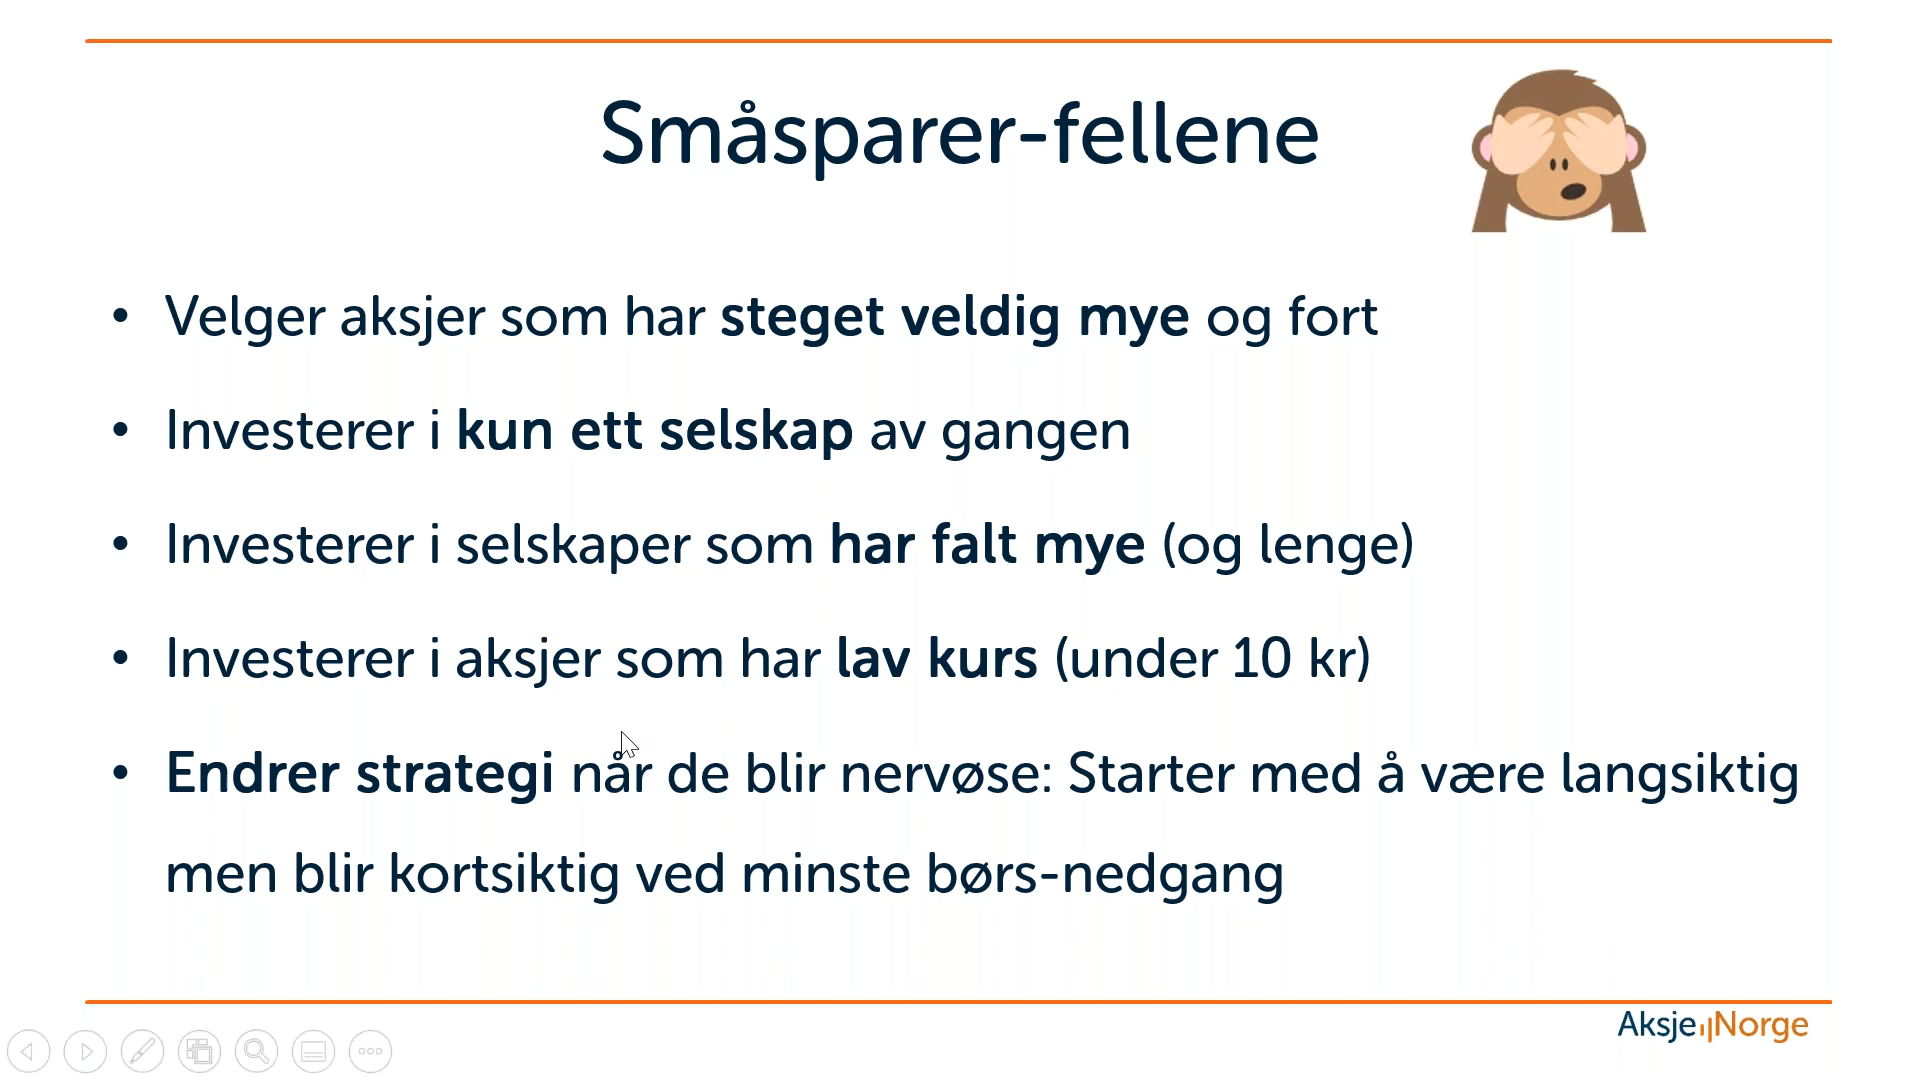 Småsparer-fellene
• Velger aksjer som har steget veldig mye og fort
• Investerer i kun ett selskap av gangen
• Investerer i selskaper som har falt mye (og lenge)
• Investerer i aksjer som har lav kurs (under 10 kr)
• Endrer strategi når de blir nervøse: Starter med å være langsiktig
men blir kortsiktig ved minste børs-nedgang
AksjeNorge